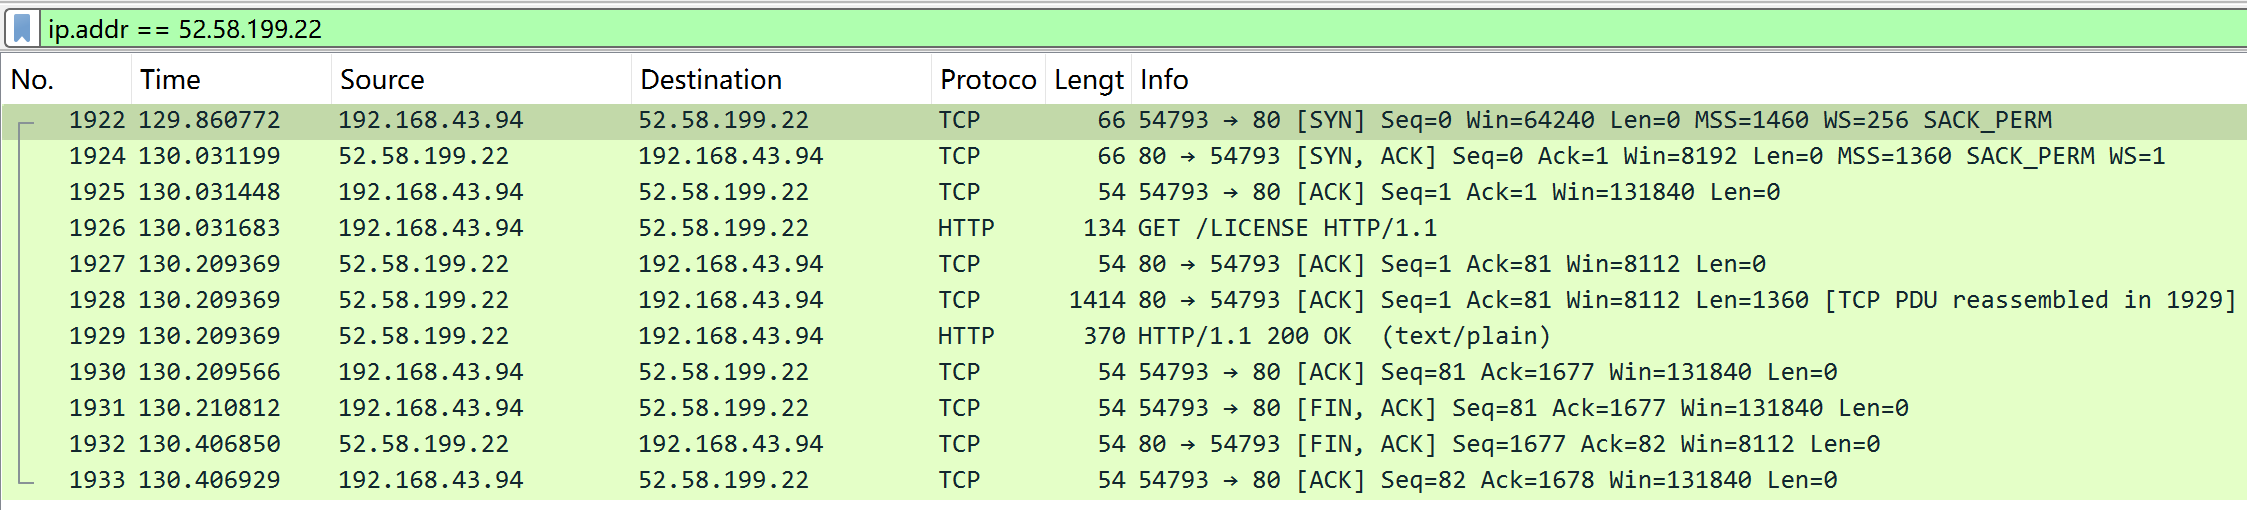 ip.addr == 52.58.199.22
No. Time Source Destination Protoco Lengt Info
1922 129.860772 192.168.43.94 52.58.199.22 TCP 66 54793 → 80 [SYN] Seq=0 Win=64240 Len=0 MSS=1460 WS=256 SACK_PERM
1924 130.031199 52.58.199.22 192.168.43.94 TCP 66 80 → 54793 [SYN, ACK] Seq=0 Ack=1 Win=8192 Len=0 MSS=1360 SACK_PERM WS=1
1925 130.031448 192.168.43.94 52.58.199.22 TCP 54 54793 → 80 [ACK] Seq=1 Ack=1 Win=131840 Len=0
1926 130.031683 192.168.43.94 52.58.199.22 HTTP 134 GET /LICENSE HTTP/1.1
1927 130.209369 52.58.199.22 192.168.43.94 TCP 54 80 → 54793 [ACK] Seq=1 Ack=81 Win=8112 Len=0
1928 130.209369 52.58.199.22 192.168.43.94 TCP 1414 80 → 54793 [ACK] Seq=1 Ack=81 Win=8112 Len=1360 [TCP PDU reassembled in 1929]
1929 130.209369 52.58.199.22 192.168.43.94 HTTP 370 HTTP/1.1 200 OK (text/plain)
1930 130.209566 192.168.43.94 52.58.199.22 TCP 54 54793 → 80 [ACK] Seq=81 Ack=1677 Win=131840 Len=0
1931 130.210812 192.168.43.94 52.58.199.22 TCP 54 54793 → 80 [FIN, ACK] Seq=81 Ack=1677 Win=131840 Len=0
1932 130.406850 52.58.199.22 192.168.43.94 TCP 54 80 → 54793 [FIN, ACK] Seq=1677 Ack=82 Win=8112 Len=0
1933 130.406929 192.168.43.94 52.58.199.22 TCP 54 54793 → 80 [ACK] Seq=82 Ack=1678 Win=131840 Len=0